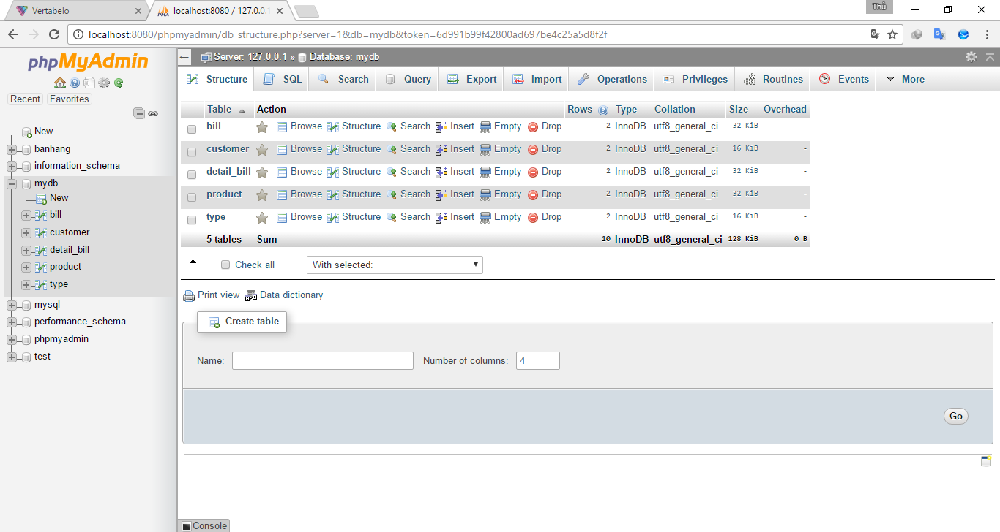 Vertabelo
localhost:8080 / 127.0.0.1
Thủ
localhost:8080/phpmyadmin/db_structure.php?server=1&db=mydb&token=6d991b99f42800ad697be4c25a5d8f2f
phpMyAdmin
Recent Favorites
New
banhang
information_schema
mydb
New
bill
customer
detail_bill
product
type
mysql
performance_schema
phpmyadmin
test
Server: 127.0.0.1 » Database: mydb
Structure SQL Search Query Export Import Operations Privileges Routines Events More
Table Action Rows Type Collation Size Overhead
bill Browse Structure Search Insert Empty Drop 2 InnoDB utf8_general_ci 32 KiB -
customer Browse Structure Search Insert Empty Drop 2 InnoDB utf8_general_ci 16 KiB -
detail_bill Browse Structure Search Insert Empty Drop 2 InnoDB utf8_general_ci 32 KiB -
product Browse Structure Search Insert Empty Drop 2 InnoDB utf8_general_ci 32 KiB -
type Browse Structure Search Insert Empty Drop 2 InnoDB utf8_general_ci 16 KiB -
5 tables Sum 10 InnoDB utf8_general_ci 128 KiB 0 B
Check all With selected:
Print view Data dictionary
Create table
Name: Number of columns: 4
Go
Console